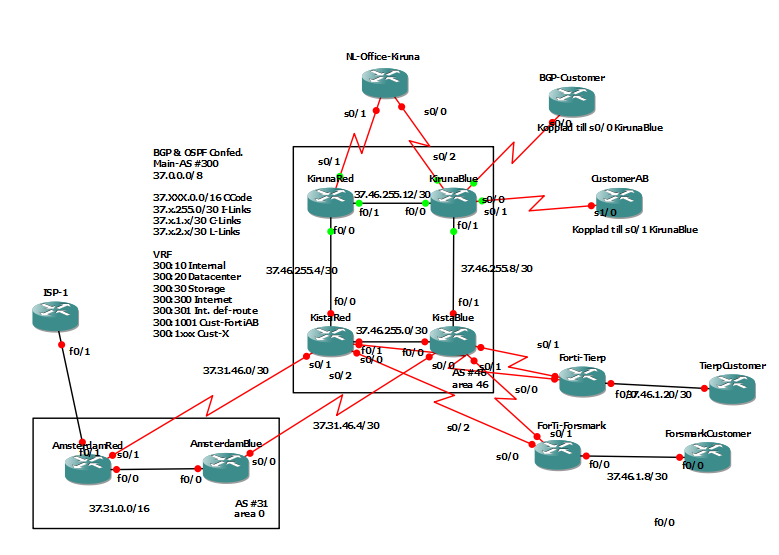 NL-Office-Kiruna
s0/1
s0/0
BGP-Customer
s0/0
Kopplad till s0/0 KirunaBlue
BGP & OSPF Confed.
Main-AS #300
37.0.0.0/8
37.XXX.0.0/16 CCode
37.x.255.0/30 I-Links
37.x.1.x/30 C-Links
37.x.2.x/30 L-Links
VRF
300:10 Internal
300:20 Datacenter
300:30 Storage
300:300 Internet
300:301 Int. def-route
300:1001 Cust-FortiAB
300:1xxx Cust-X
s0/1
s0/2
KirunaRed
37.46.255.12/30
KirunaBlue
f0/1
f0/0
s0/0
s0/1
CustomerAB
s1/0
Kopplad till s0/1 KirunaBlue
f0/0
f0/1
37.46.255.4/30
37.46.255.8/30
f0/0
f0/1
KistaRed
37.46.255.0/30
KistaBlue
f0/1
f0/0
s0/0
s0/1
s0/2
s0/0
s0/1
AS #46
area 46
ISP-1
f0/1
37.31.46.0/30
37.31.46.4/30
s0/1
Forti-Tierp
s0/0
f0/0
37.46.1.20/30
TierpCustomer
s0/2
s0/1
ForTi-Forsmark
s0/0
f0/0
37.46.1.8/30
ForsmarkCustomer
f0/0
f0/0
AmsterdamRed
f0/1
s0/1
f0/0
AmsterdamBlue
s0/0
f0/0
37.31.0.0/16
AS #31
area 0